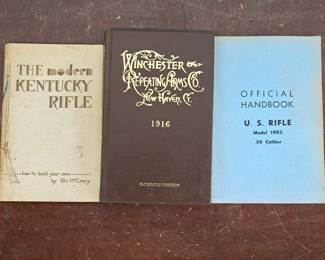 THE modern
KENTUCKY
RIFLE
how to build your own
by R.H. McCrory
WINCHESTER
REPEATING ARMS CO.
New Haven, Ct.
1916
FACSIMILE EDITION
OFFICIAL
HANDBOOK
U. S. RIFLE
Model 1903
.30 Caliber